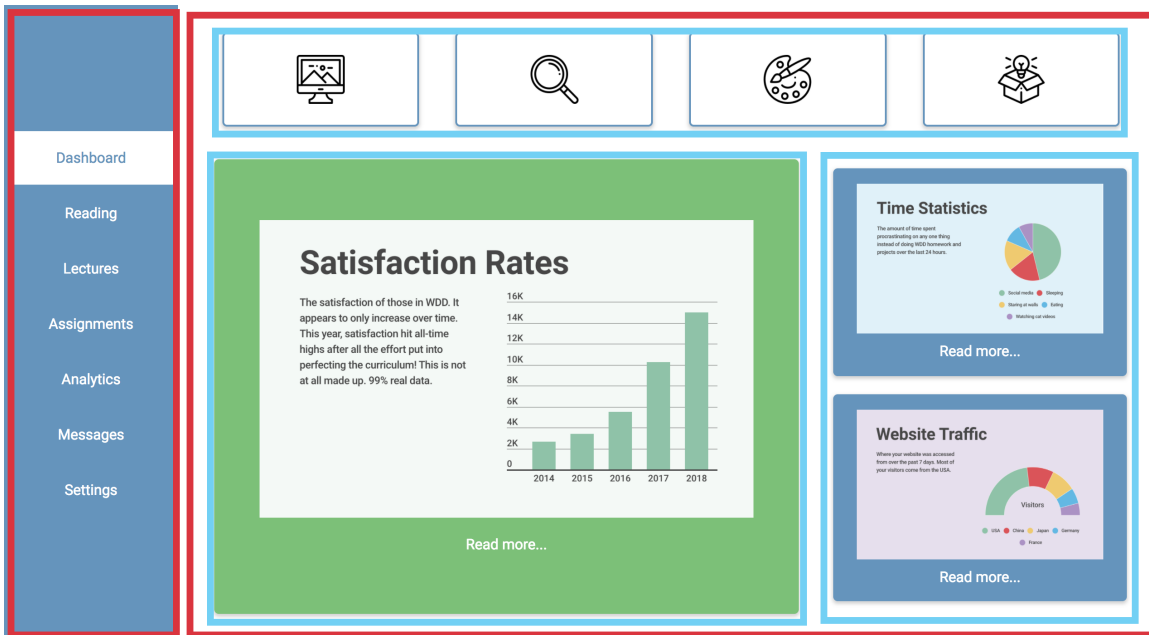 Dashboard
Reading
Lectures
Assignments
Analytics
Messages
Settings
Satisfaction Rates
The satisfaction of those in WDD. It
appears to only increase over time.
This year, satisfaction hit all-time
highs after all the effort put into
perfecting the curriculum! This is not
at all made up. 99% real data.
16K
14K
12K
10K
8K
6K
4K
2K
0
2014 2015 2016 2017 2018
Read more...
Time Statistics
The amount of time spent
procrastinating on any one thing
instead of doing WDD homework and
projects over the last 24 hours.
Social media Sleeping
Staring at walls Eating
Watching cat videos
Read more...
Website Traffic
Where your website was accessed
from over the past 7 days. Most of
your visitors come from the USA.
Visitors
USA China Japan Germany
France
Read more...